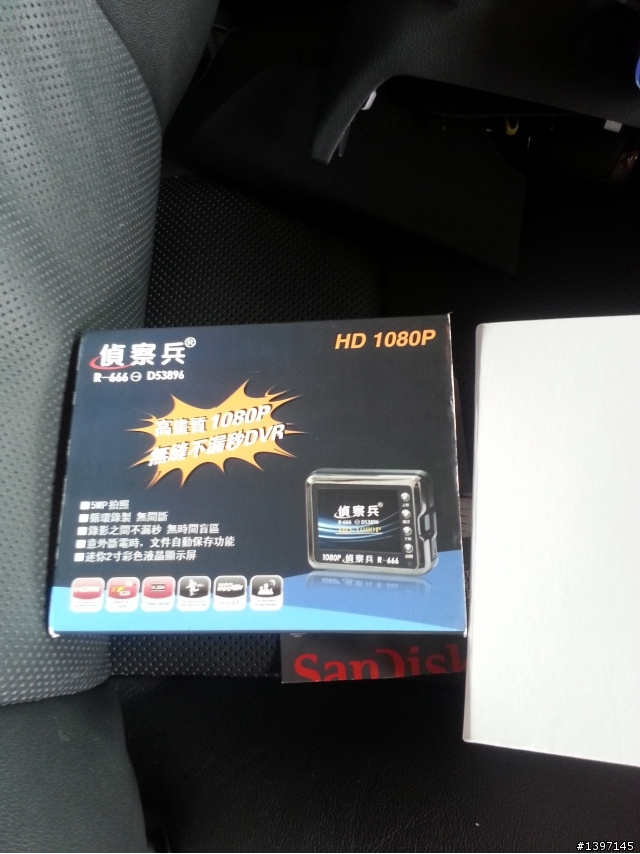 偵察兵®
R-666 D53896
HD 1080P
高畫質1080P
無縫不漏秒DVR
5MP拍照
循環錄製 無間斷
錄影之間不漏秒 無時間盲區
意外斷電時，文件自動保存功能
迷你2寸彩色液晶顯示屏
偵察兵®
R-666 D53896
1080P 偵察兵 R-666
HDMI
H.264
SanDisk
#1397145